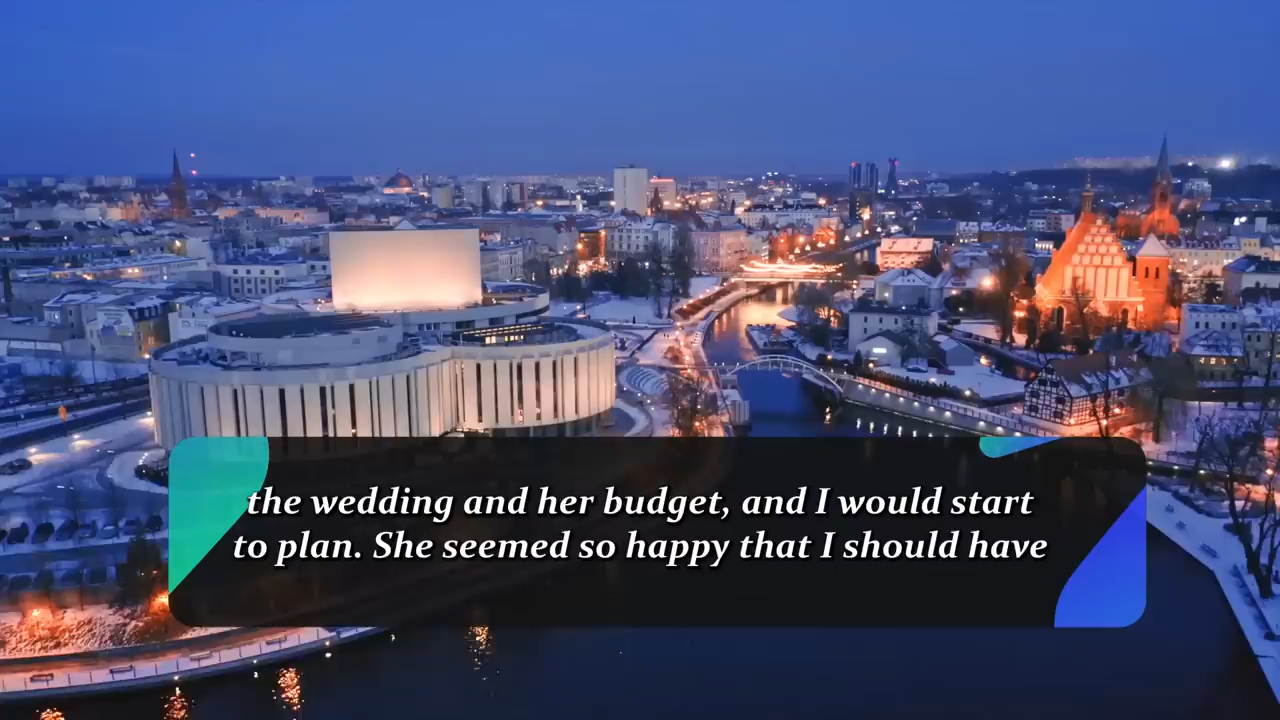 the wedding and her budget, and I would start
to plan. She seemed so happy that I should have